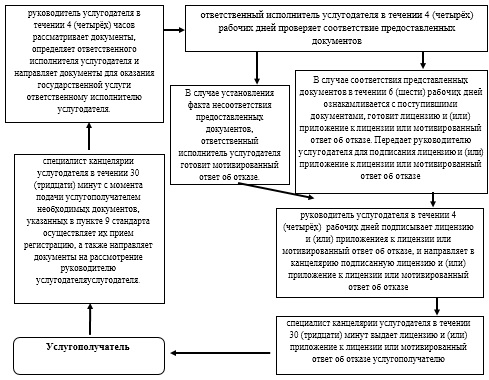 руководитель услугодателя в
течении 4 (четырёх) часов
рассматривает документы,
определяет ответственного
исполнителя услугодателя и
направляет документы для оказания
государственной услуги
ответственному исполнителю
услугодателя.
ответственный исполнитель услугодателя в течении 4 (четырёх)
рабочих дней проверяет соответствие предоставленных
документов
В случае установления
факта несоответствия
предоставленных
документов,
ответственный
исполнитель услугодателя
готовит мотивированный
ответ об отказе.
В случае соответствия представленных
документов в течении 6 (шести) рабочих дней
ознакамливается с поступившими
документами, готовит лицензию и (или)
приложение к лицензии или мотивированный
ответ об отказе. Передает руководителю
услугодателя для подписания лицензию и (или)
приложение к лицензии или мотивированный
ответ об отказе
специалист канцелярии
услугодателя в течении 30
(тридцати) минут с момента
подачи услугополучателем
необходимых документов,
указанных в пункте 9 стандарта
осуществляет их прием
регистрацию, а также направляет
документы на рассмотрение
руководителю
услугодателяуслугодателя.
руководитель услугодателя в течении 4
(четырёх) рабочих дней подписывает лицензию
и (или) приложениея к лицензии или
мотивированный ответ об отказе, и направляет в
канцелярию подписанную лицензию и (или)
приложение к лицензии или мотивированный
ответ об отказе
специалист канцелярии услугодателя в течении
30 (тридцати) минут выдает лицензию и (или)
приложение к лицензии или мотивированный
ответ об отказе услугополучателю
Услугополучатель